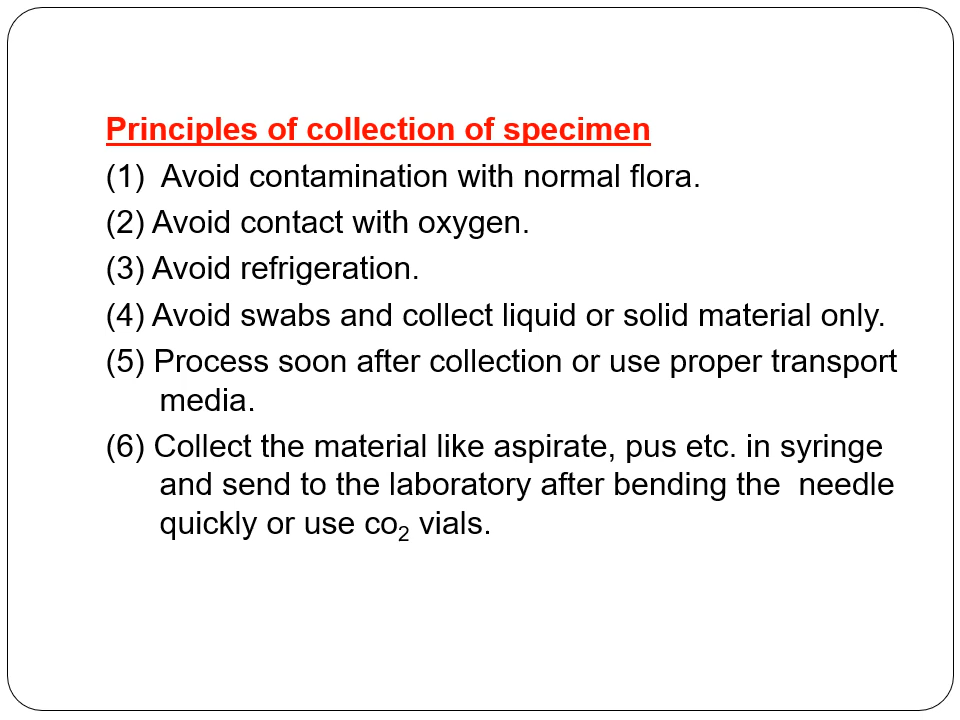 Principles of collection of specimen
(1)  Avoid contamination with normal flora.
(2) Avoid contact with oxygen.
(3) Avoid refrigeration.
(4) Avoid swabs and collect liquid or solid material only.
(5) Process soon after collection or use proper transport
media.
(6) Collect the material like aspirate, pus etc. in syringe
and send to the laboratory after bending the  needle
quickly or use co₂ vials.